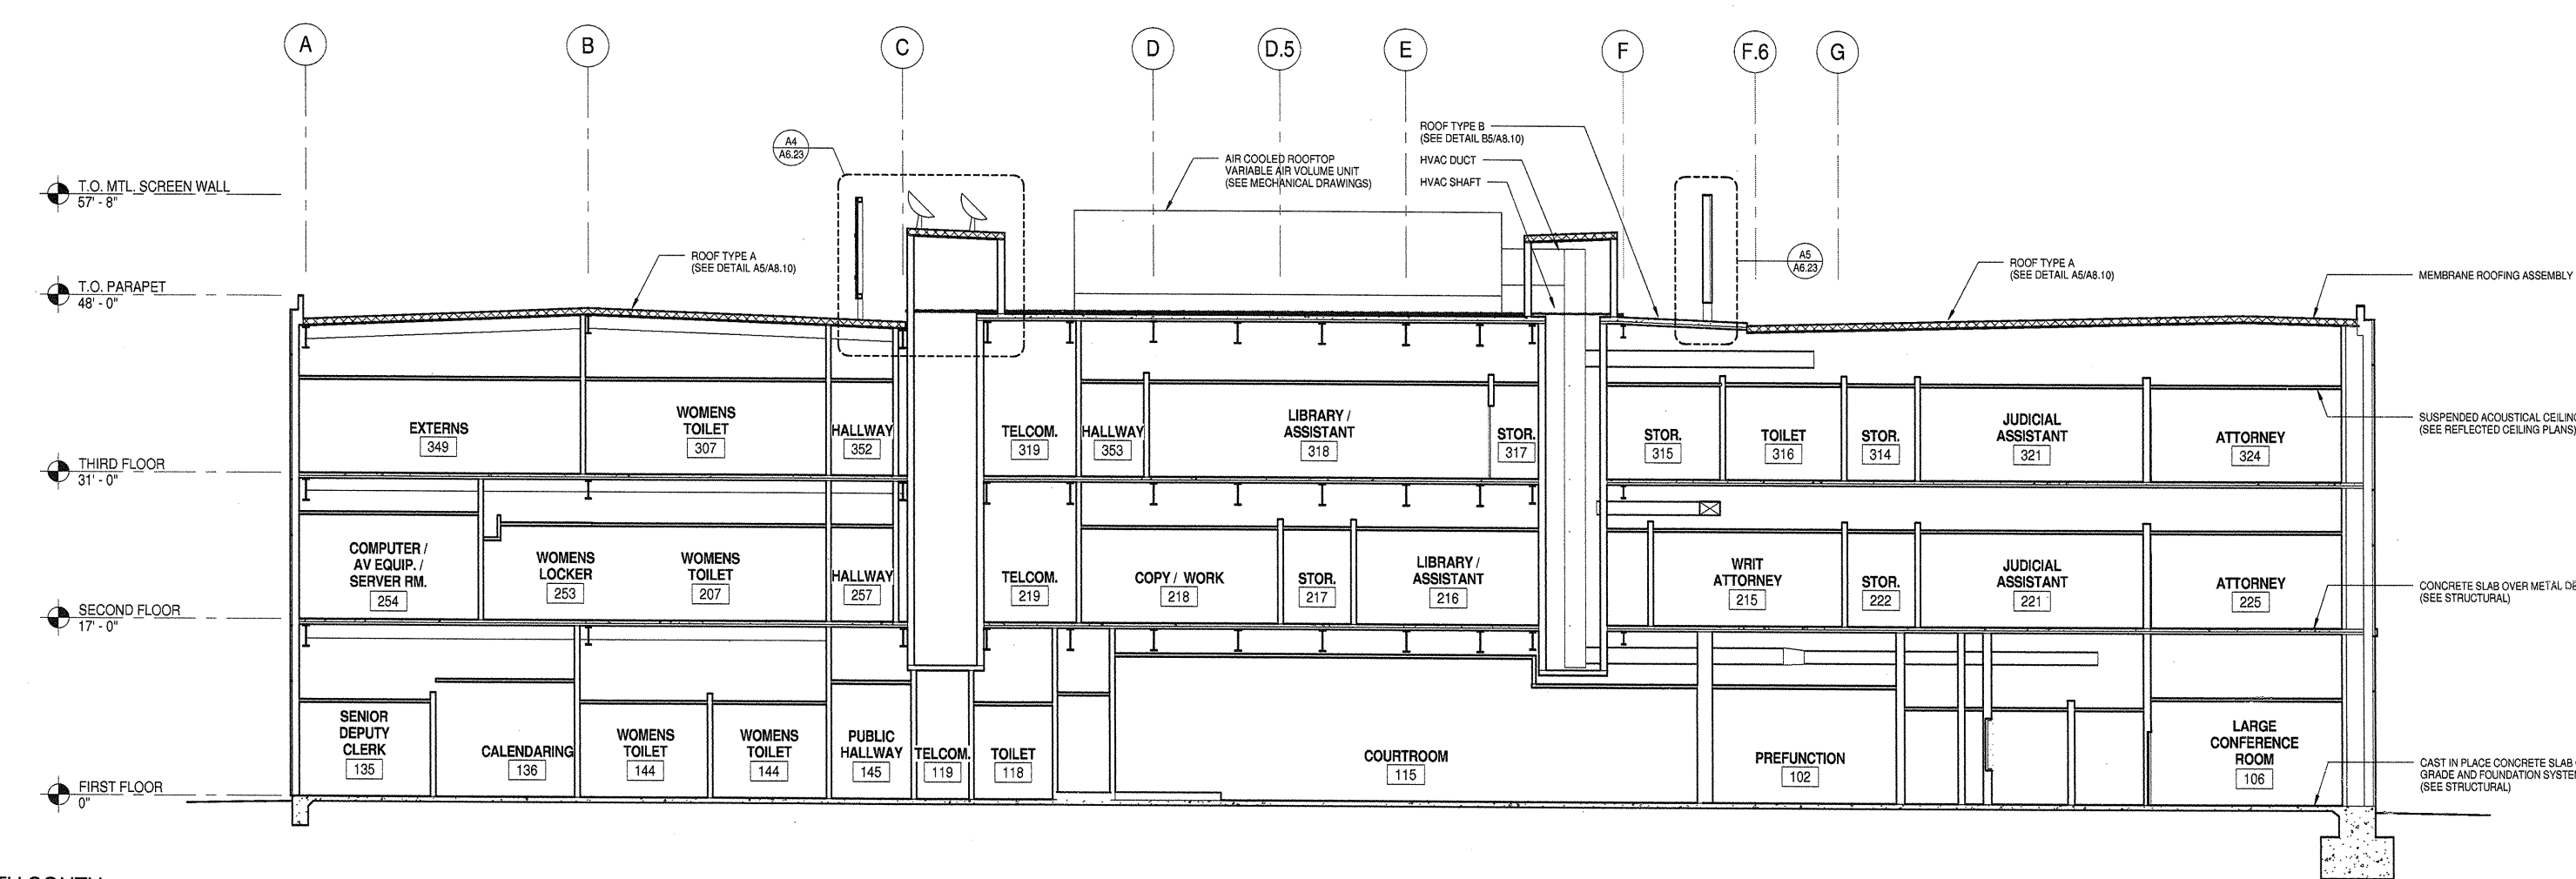 A
B
C
D
D.5
E
F
F.6
G
A4
A6.23
ROOF TYPE B
(SEE DETAIL B5/A8.10)
HVAC DUCT
HVAC SHAFT
AIR COOLED ROOFTOP
VARIABLE AIR VOLUME UNIT
(SEE MECHANICAL DRAWINGS)
T.O. MTL. SCREEN WALL
57' - 8"
ROOF TYPE A
(SEE DETAIL A5/A8.10)
A5
A6.23
ROOF TYPE A
(SEE DETAIL A5/A8.10)
MEMBRANE ROOFING ASSEMBLY
T.O. PARAPET
48' - 0"
EXTERNS
349
WOMENS
TOILET
307
HALLWAY
352
TELCOM.
319
HALLWAY
353
LIBRARY /
ASSISTANT
318
STOR.
317
STOR.
315
TOILET
316
STOR.
314
JUDICIAL
ASSISTANT
321
ATTORNEY
324
SUSPENDED ACOUSTICAL CEILING
(SEE REFLECTED CEILING PLANS)
THIRD FLOOR
31' - 0"
COMPUTER /
AV EQUIP. /
SERVER RM.
254
WOMENS
LOCKER
253
WOMENS
TOILET
207
HALLWAY
257
TELCOM.
219
COPY / WORK
218
STOR.
217
LIBRARY /
ASSISTANT
216
WRIT
ATTORNEY
215
STOR.
222
JUDICIAL
ASSISTANT
221
ATTORNEY
225
CONCRETE SLAB OVER METAL
(SEE STRUCTURAL)
SECOND FLOOR
17' - 0"
SENIOR
DEPUTY
CLERK
135
CALENDARING
136
WOMENS
TOILET
144
WOMENS
TOILET
144
PUBLIC
HALLWAY
145
TELCOM.
119
TOILET
118
COURTROOM
115
PREFUNCTION
102
LARGE
CONFERENCE
ROOM
106
CAST IN PLACE CONCRETE SLAB
GRADE AND FOUNDATION SYSTEM
(SEE STRUCTURAL)
FIRST FLOOR
0"